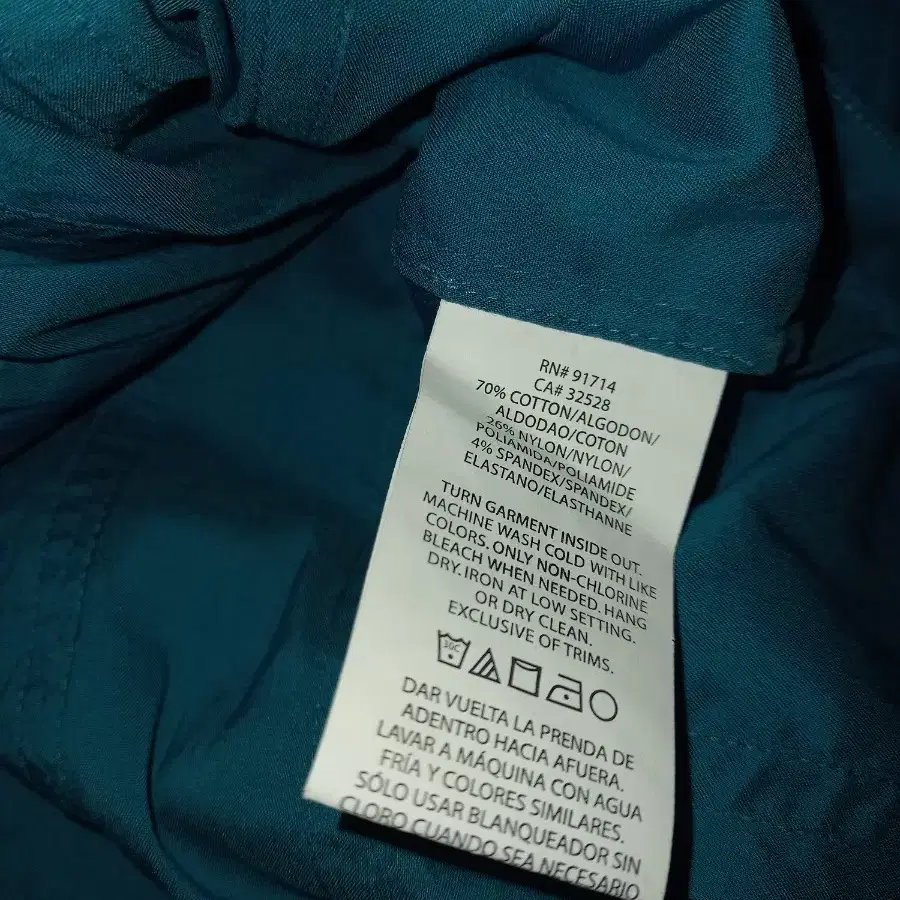 RN# 91714
CA# 32528
70% COTTON/ALGODON/
ALDODAO/COTON
26% NYLON/NYLON/
POLIAMIDA/POLIAMIDE
4% SPANDEX/SPANDEX/
ELASTANO/ELASTHANNE
TURN GARMENT INSIDE OUT.
MACHINE WASH COLD WITH LIKE
COLORS. ONLY NON-CHLORINE
BLEACH WHEN NEEDED. HANG
DRY. IRON AT LOW SETTING.
OR DRY CLEAN.
EXCLUSIVE OF TRIMS.
30C
DAR VUELTA LA PRENDA DE
ADENTRO HACIA AFUERA.
LAVAR A MÁQUINA CON AGUA
FRÍA Y COLORES SIMILARES.
SÓLO USAR BLANQUEADOR SIN
CLORO CUANDO SEA NECESARIO